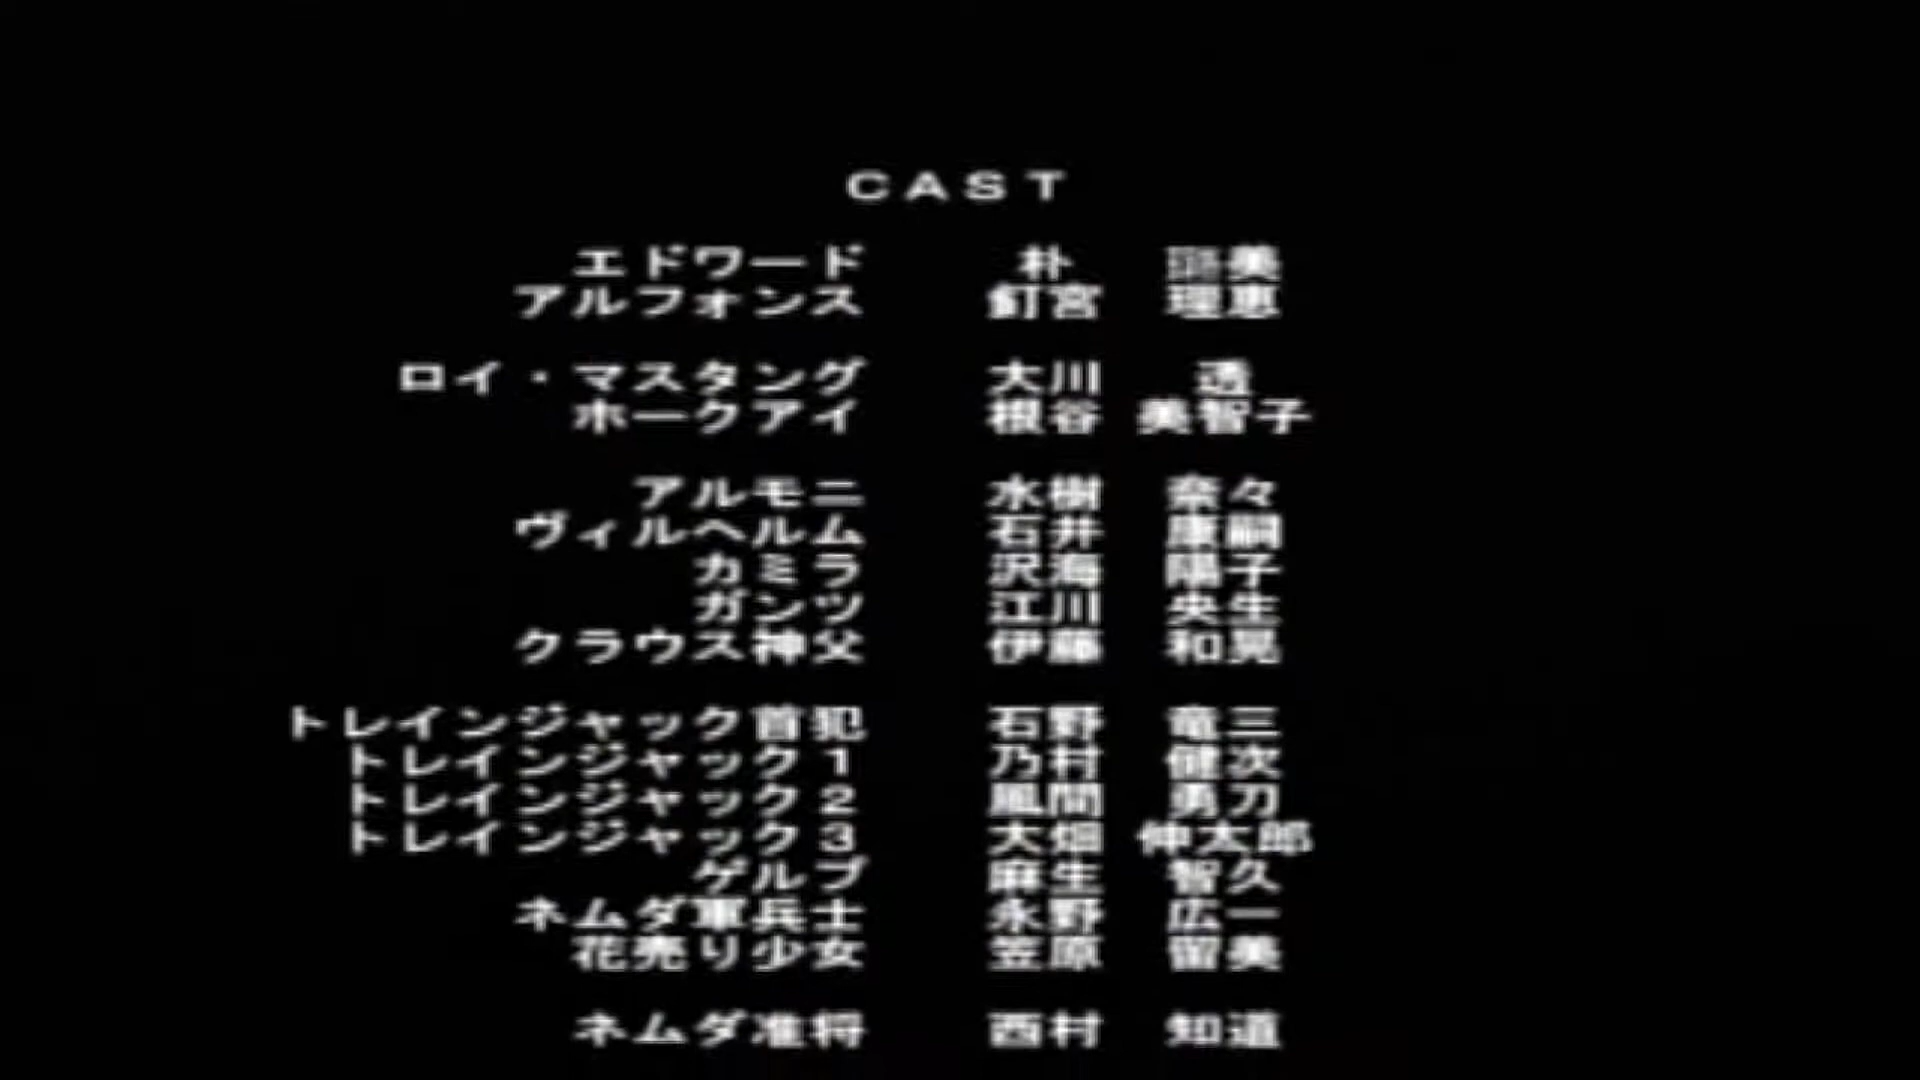 CAST
エドワード 朴 璐美
アルフォンス 釘宮 理恵
ロイ・マスタング 大川 透
ホークアイ 根谷 美智子
アルモニ 水樹 奈々
ヴィルヘルム 石井 康嗣
カミラ 沢海 陽子
ガンツ 江川 央生
クラウス神父 伊藤 和晃
トレインジャック首犯 石野 竜三
トレインジャック1 乃村 健次
トレインジャック2 風間 勇刀
トレインジャック3 大畑 伸太郎
ゲルプ 麻生 智久
ネムダ軍兵士 永野 広一
花売り少女 笠原 留美
ネムダ准将 西村 知道